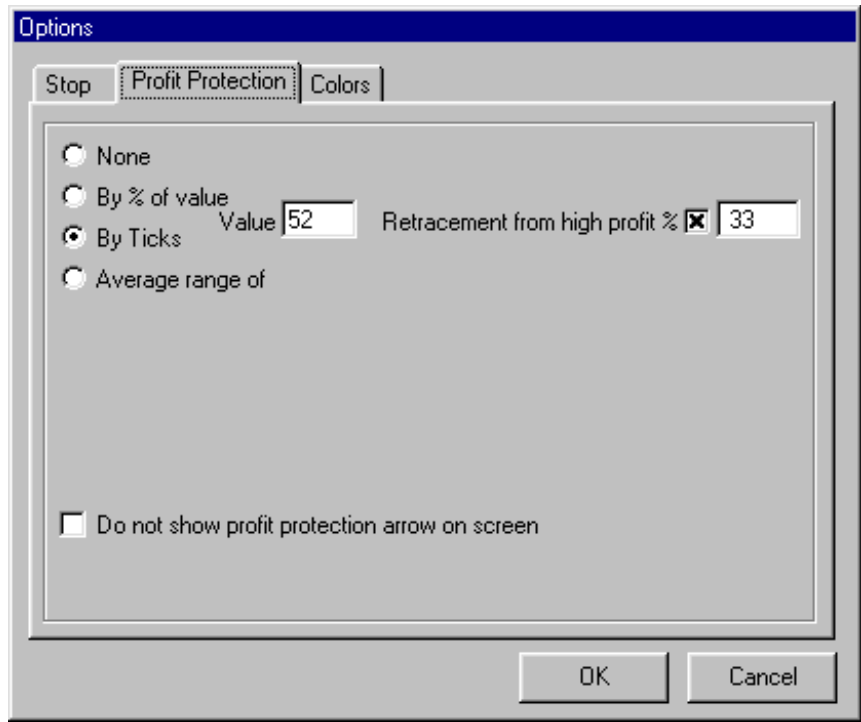 Options
Stop Profit Protection Colors
None
By % of value
Value 52 Retracement from high profit % 33
By Ticks
Average range of
Do not show profit protection arrow on screen
OK Cancel